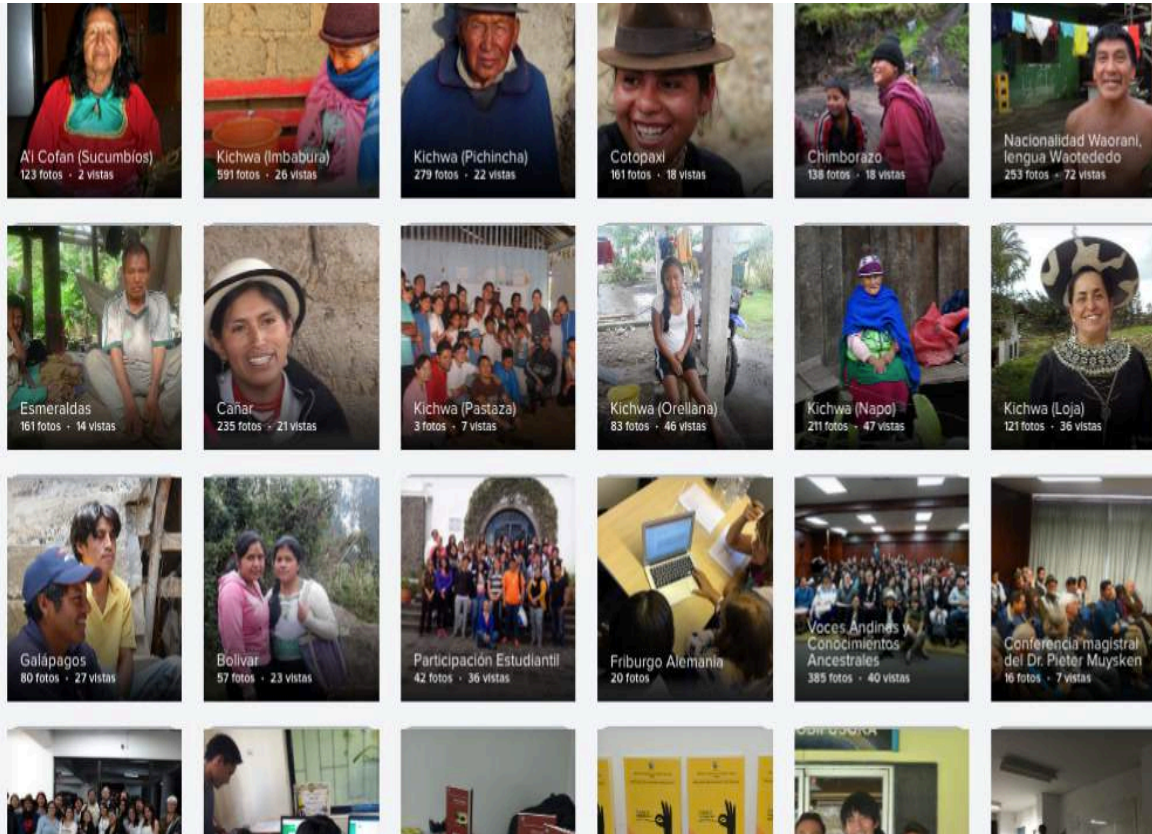 A'i Cofan (Sucumbíos)
123 fotos · 2 vistas
Kichwa (Imbabura)
591 fotos · 26 vistas
Kichwa (Pichincha)
279 fotos · 22 vistas
Cotopaxi
161 fotos · 18 vistas
Chimborazo
138 fotos · 18 vistas
Nacionalidad Waorani,
lengua Waotededo
253 fotos · 72 vistas
Esmeraldas
161 fotos · 14 vistas
Cañar
235 fotos · 21 vistas
Kichwa (Pastaza)
3 fotos · 7 vistas
Kichwa (Orellana)
83 fotos · 46 vistas
Kichwa (Napo)
211 fotos · 47 vistas
Kichwa (Loja)
121 fotos · 36 vistas
Galápagos
80 fotos · 27 vistas
Bolívar
57 fotos · 23 vistas
Participación Estudiantil
42 fotos · 36 vistas
Friburgo Alemania
20 fotos
Voces Andinas y
Conocimientos
Ancestrales
385 fotos · 40 vistas
Conferencia magistral
del Dr. Pieter Muysken
16 fotos · 7 vistas